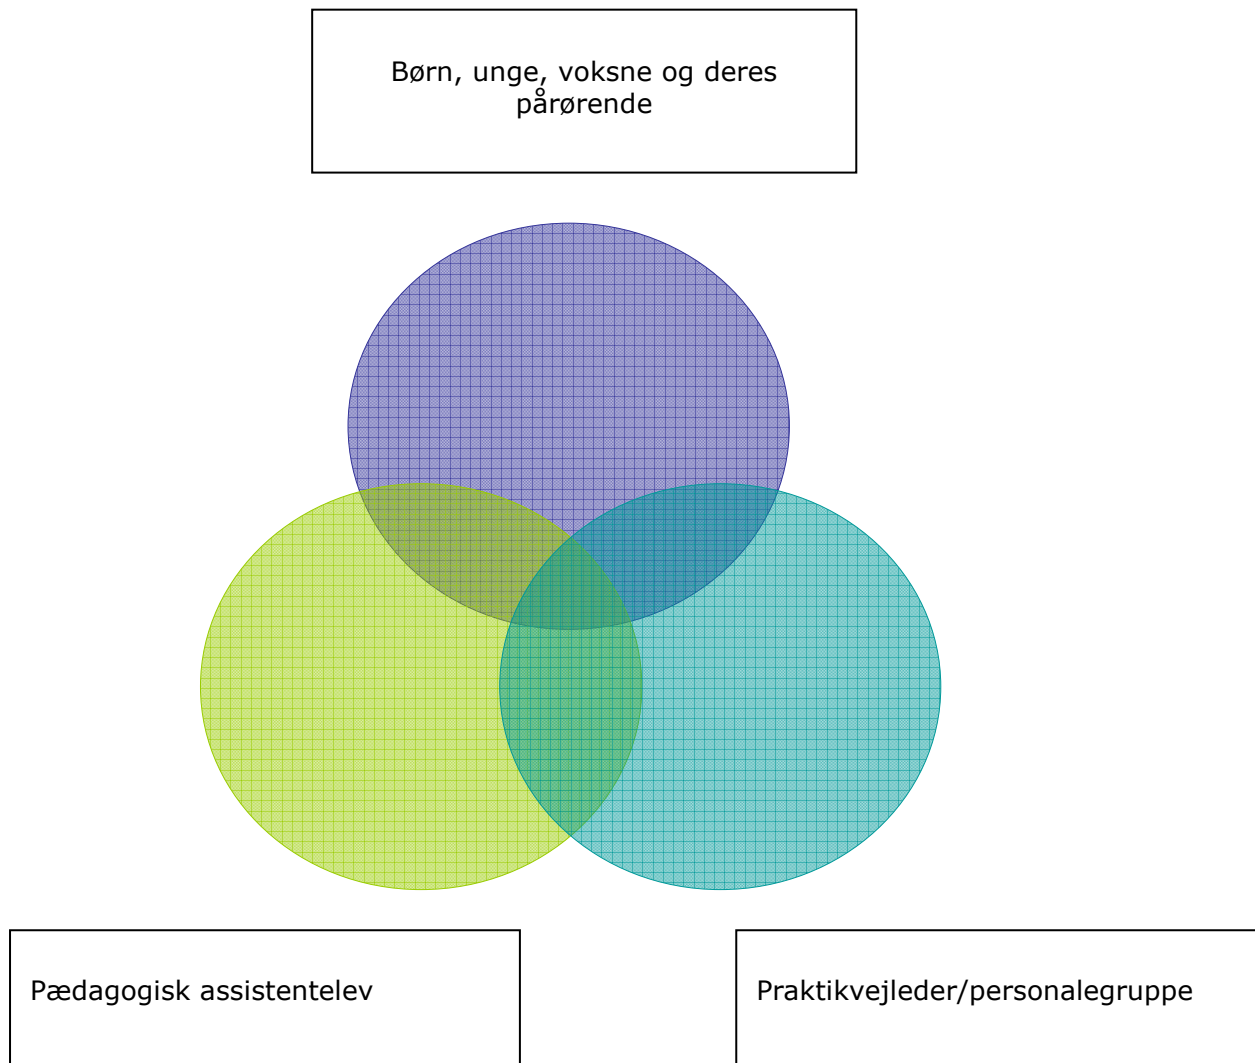 Børn, unge, voksne og deres
pårørende
Pædagogisk assistentelev
Praktikvejleder/personalegruppe